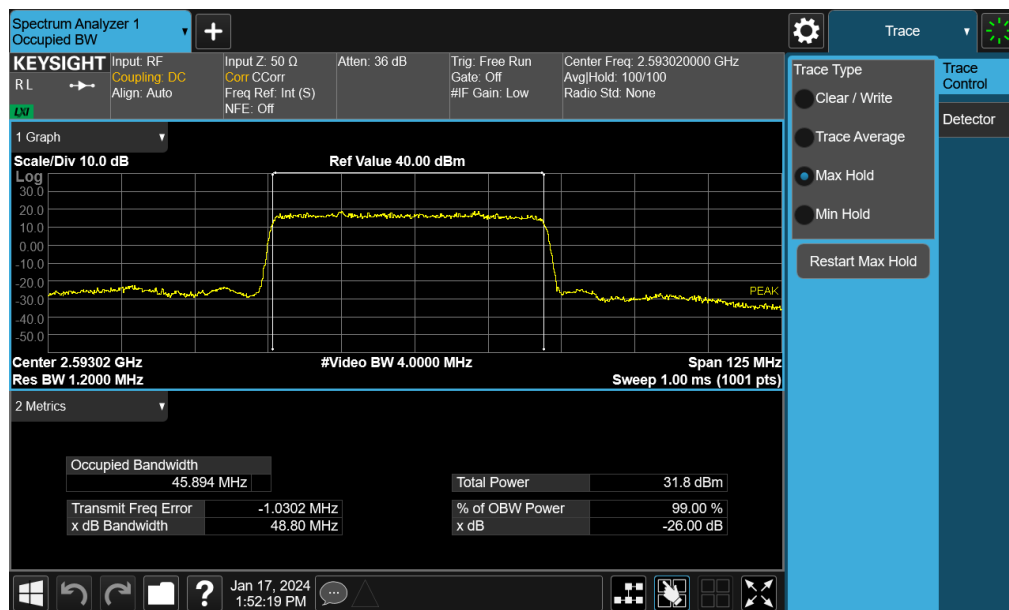 Spectrum Analyzer 1
Occupied BW
+
Trace
KEYSIGHT
R L
LXI
Input: RF
Coupling: DC
Align: Auto
Input Z: 50 Ω
Corr CCorr
Freq Ref: Int (S)
NFE: Off
Atten: 36 dB
Trig: Free Run
Gate: Off
#IF Gain: Low
Center Freq: 2.593020000 GHz
Avg|Hold: 100/100
Radio Std: None
Trace Type
Clear / Write
Trace Average
Max Hold
Min Hold
Restart Max Hold
Trace
Control
Detector
1 Graph
Scale/Div 10.0 dB
Ref Value 40.00 dBm
Log
30.0
20.0
10.0
0.00
-10.0
-20.0
-30.0
-40.0
-50.0
PEAK
Center 2.59302 GHz
#Video BW 4.0000 MHz
Span 125 MHz
Res BW 1.2000 MHz
Sweep 1.00 ms (1001 pts)
2 Metrics
Occupied Bandwidth
45.894 MHz
Total Power 31.8 dBm
Transmit Freq Error -1.0302 MHz
% of OBW Power 99.00 %
x dB Bandwidth 48.80 MHz
x dB -26.00 dB
?
Jan 17, 2024
1:52:19 PM